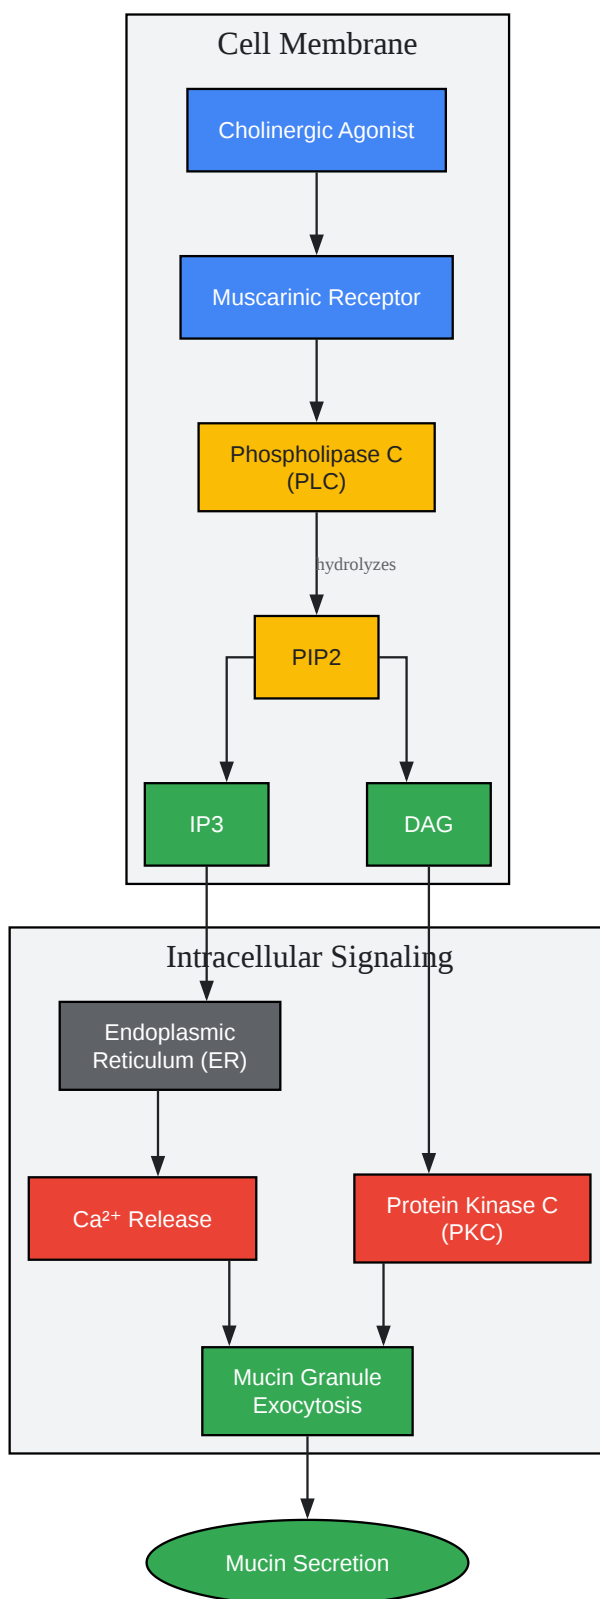 Cell Membrane
Cholinergic Agonist
Muscarinic Receptor
Phospholipase C
(PLC)
hydrolyzes
PIP2
IP3
DAG
Intracellular Signaling
Endoplasmic
Reticulum (ER)
Ca²⁺ Release
Protein Kinase C
(PKC)
Mucin Granule
Exocytosis
Mucin Secretion